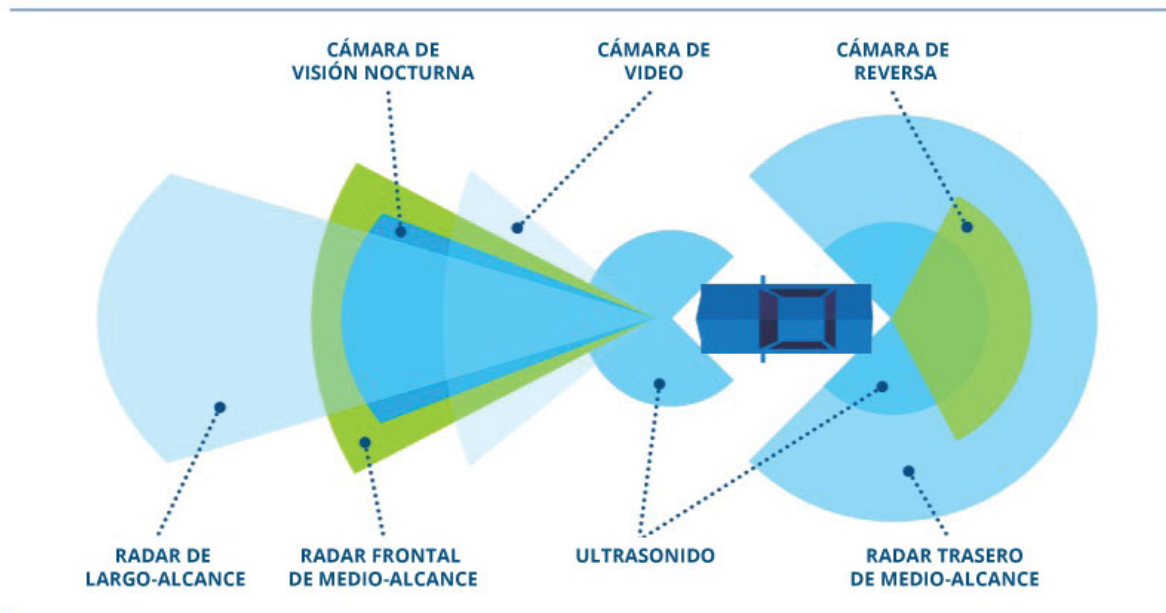 CÁMARA DE
VISIÓN NOCTURNA
CÁMARA DE
VIDEO
CÁMARA DE
REVERSA
RADAR DE
LARGO-ALCANCE
RADAR FRONTAL
DE MEDIO-ALCANCE
ULTRASONIDO
RADAR TRASERO
DE MEDIO-ALCANCE